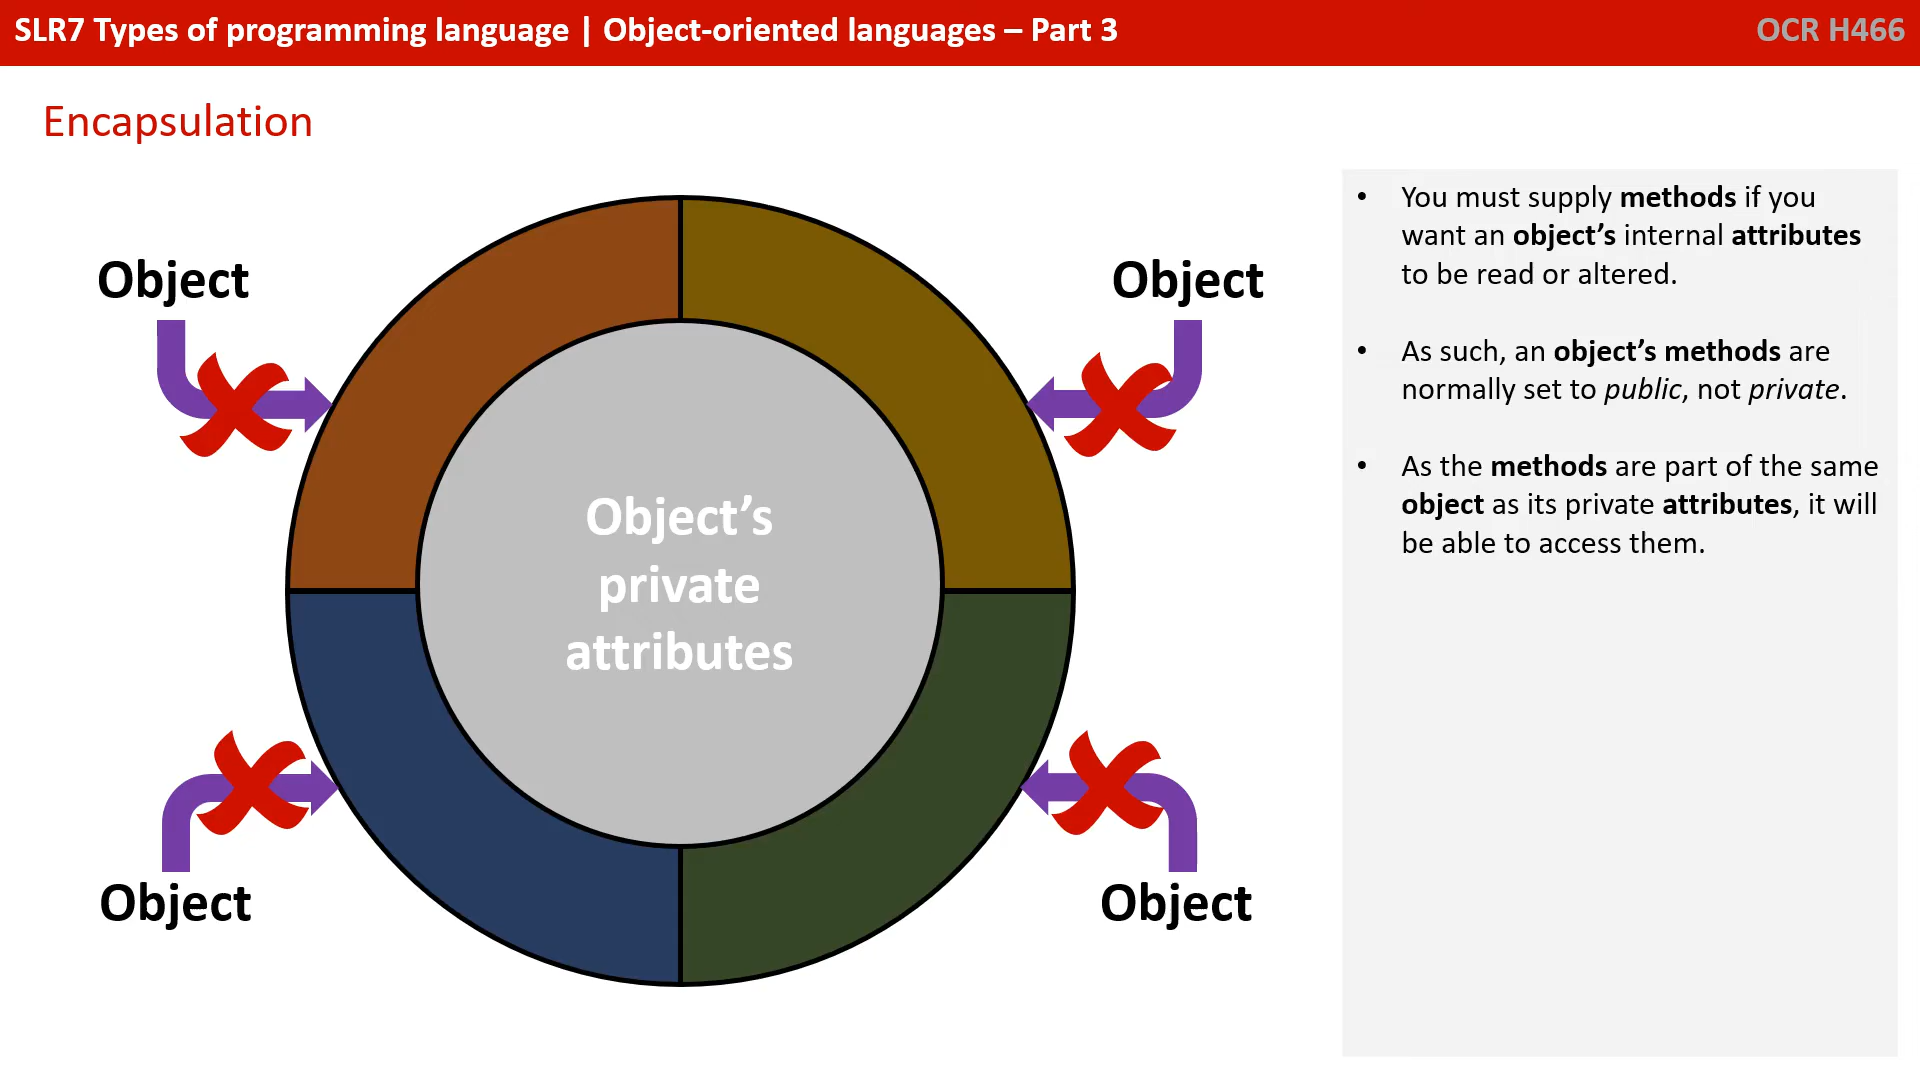 SLR7 Types of programming language | Object-oriented languages – Part 3
OCR H466
Encapsulation
Object
Object
Object’s
private
attributes
Object
Object
• You must supply methods if you
want an object’s internal attributes
to be read or altered.
• As such, an object’s methods are
normally set to public, not private.
• As the methods are part of the same
object as its private attributes, it will
be able to access them.